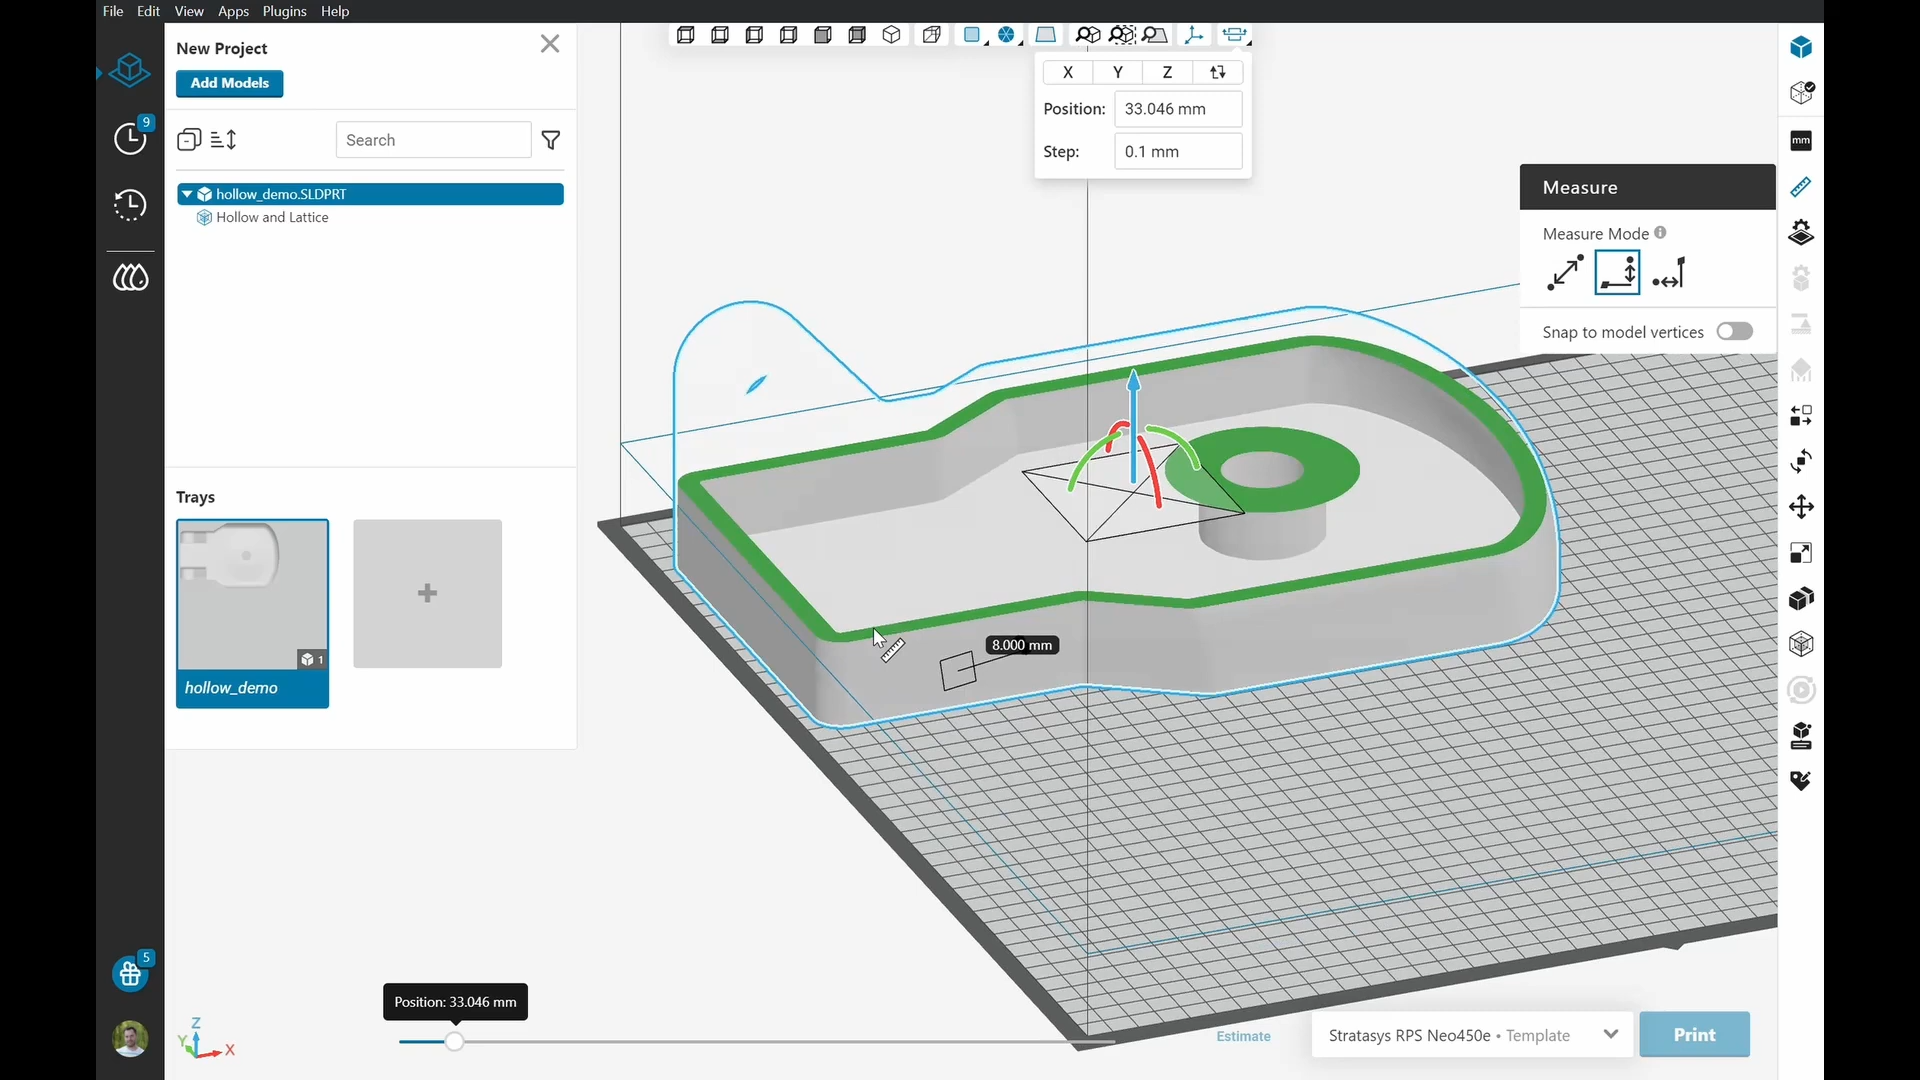 File Edit View Apps Plugins Help
New Project
Add Models
9
Search
hollow_demo.SLDPRT
Hollow and Lattice
X Y Z
Position: 33.046 mm
Step: 0.1 mm
mm
Measure
Measure Mode
Snap to model vertices
8.000 mm
Trays
1
hollow_demo
5
Position: 33.046 mm
Z
Y
X
Estimate
Stratasys RPS Neo450e • Template
Print